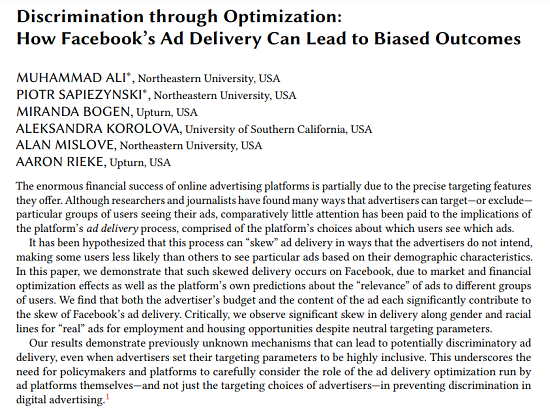 Discrimination through Optimization:
How Facebook's Ad Delivery Can Lead to Biased Outcomes
MUHAMMAD ALI*, Northeastern University, USA
PIOTR SAPIEZYNSKI*, Northeastern University, USA
MIRANDA BOGEN, Upturn, USA
ALEKSANDRA KOROLOVA, University of Southern California, USA
ALAN MISLOVE, Northeastern University, USA
AARON RIEKE, Upturn, USA
The enormous financial success of online advertising platforms is partially due to the precise targeting features
they offer. Although researchers and journalists have found many ways that advertisers can target—or exclude—
particular groups of users seeing their ads, comparatively little attention has been paid to the implications of
the platform's ad delivery process, comprised of the platform's choices about which users see which ads.
It has been hypothesized that this process can "skew" ad delivery in ways that the advertisers do not intend,
making some users less likely than others to see particular ads based on their demographic characteristics.
In this paper, we demonstrate that such skewed delivery occurs on Facebook, due to market and financial
optimization effects as well as the platform's own predictions about the "relevance" of ads to different groups
of users. We find that both the advertiser's budget and the content of the ad each significantly contribute to
the skew of Facebook's ad delivery. Critically, we observe significant skew in delivery along gender and racial
lines for "real" ads for employment and housing opportunities despite neutral targeting parameters.
Our results demonstrate previously unknown mechanisms that can lead to potentially discriminatory ad
delivery, even when advertisers set their targeting parameters to be highly inclusive. This underscores the
need for policymakers and platforms to carefully consider the role of the ad delivery optimization run by
ad platforms themselves—and not just the targeting choices of advertisers—in preventing discrimination in
digital advertising.1